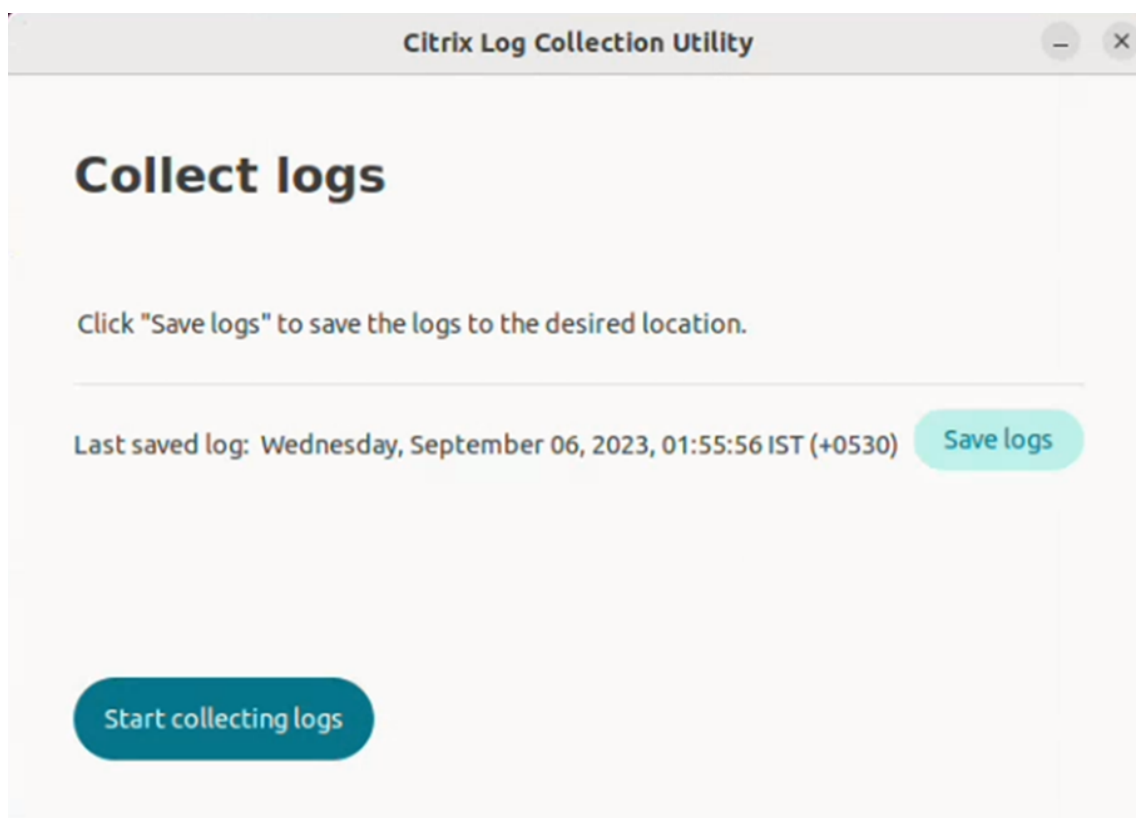 Citrix Log Collection Utility
Collect logs
Click "Save logs" to save the logs to the desired location.
Last saved log: Wednesday, September 06, 2023, 01:55:56 IST (+0530) Save logs
Start collecting logs